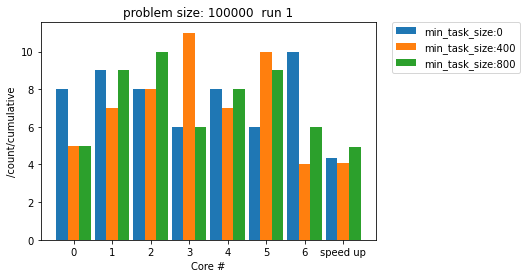 problem size: 100000  run 1
min_task_size:0
min_task_size:400
min_task_size:800
/count/cumulative
10
8
6
4
2
0
0 1 2 3 4 5 6 speed up
Core #